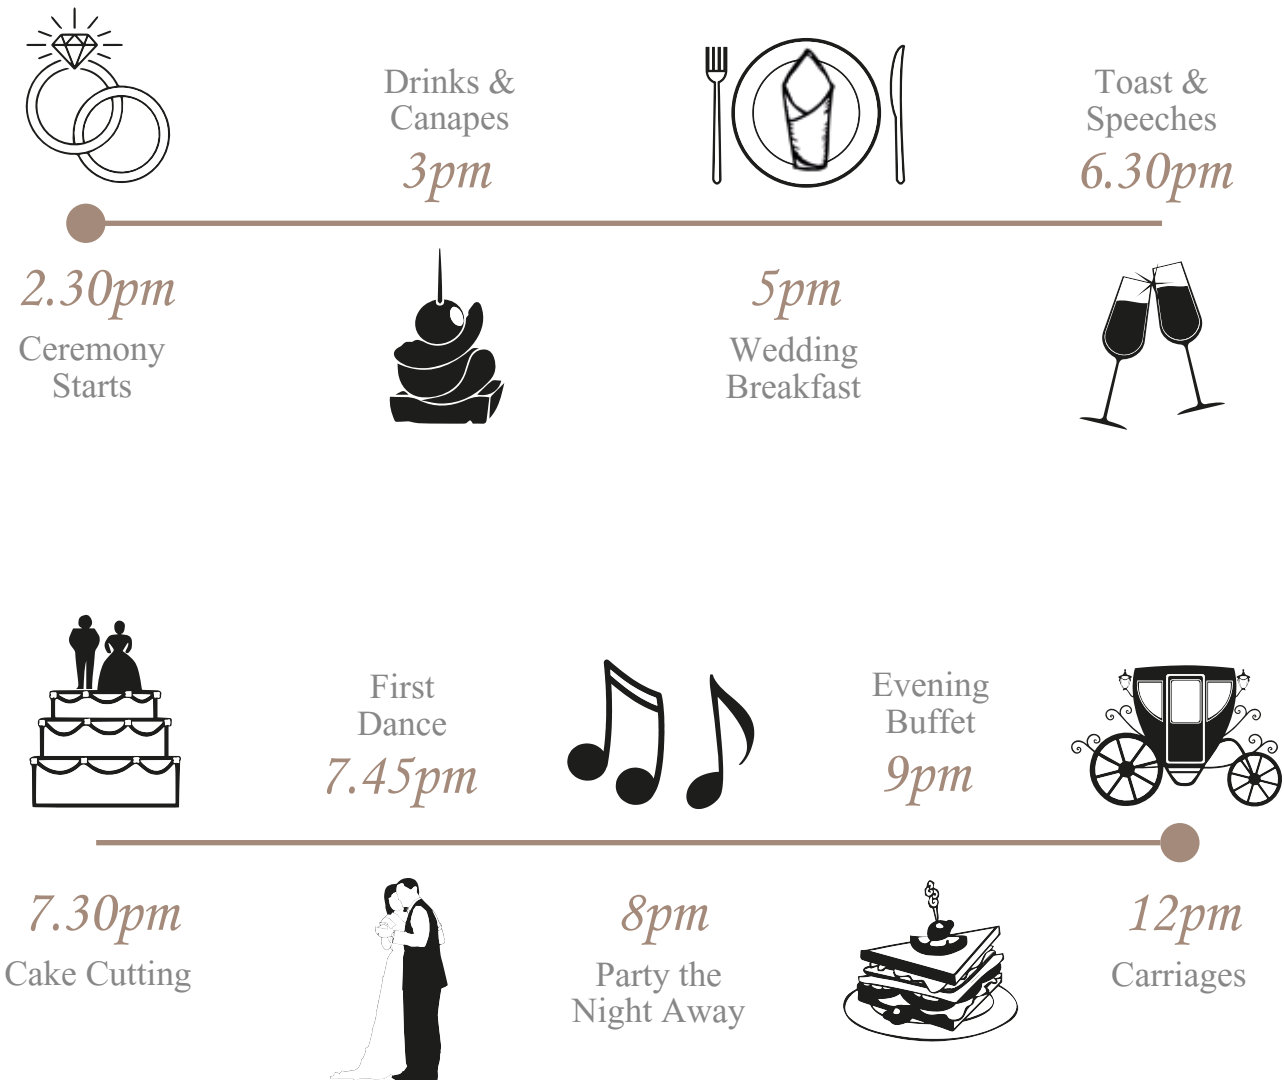 2.30pm
Ceremony
Starts
Drinks &
Canapes
3pm
5pm
Wedding
Breakfast
Toast &
Speeches
6.30pm
7.30pm
Cake Cutting
First
Dance
7.45pm
8pm
Party the
Night Away
Evening
Buffet
9pm
12pm
Carriages